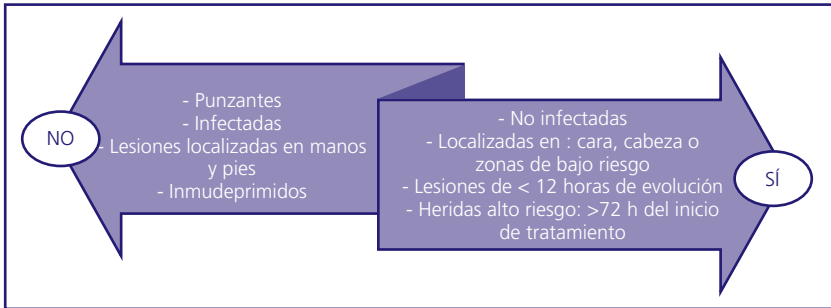 NO
- Punzantes
- Infectadas
- Lesiones localizadas en manos
y pies
- Inmudeprimidos
- No infectadas
- Localizadas en : cara, cabeza o
zonas de bajo riesgo
- Lesiones de < 12 horas de evolución
- Heridas alto riesgo: >72 h del inicio
de tratamiento
SÍ